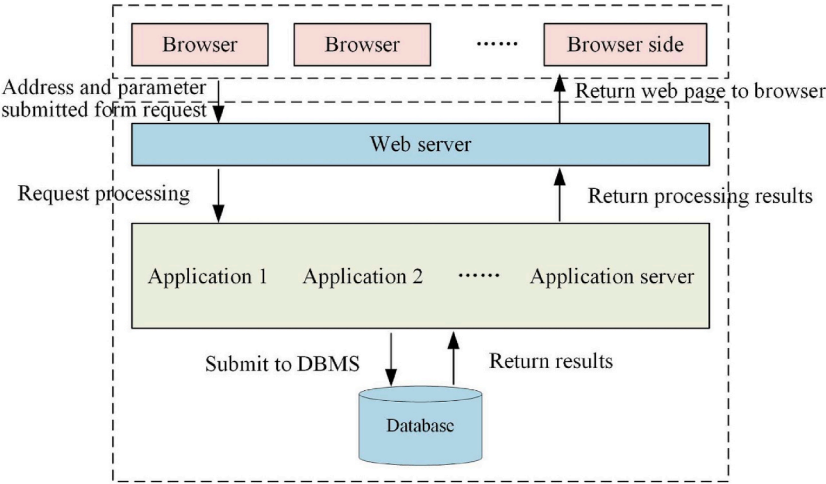 Browser Browser …… Browser side
Address and parameter
submitted form request
Return web page to browser
Web server
Request processing
Return processing results
Application 1 Application 2 …… Application server
Submit to DBMS
Return results
Database